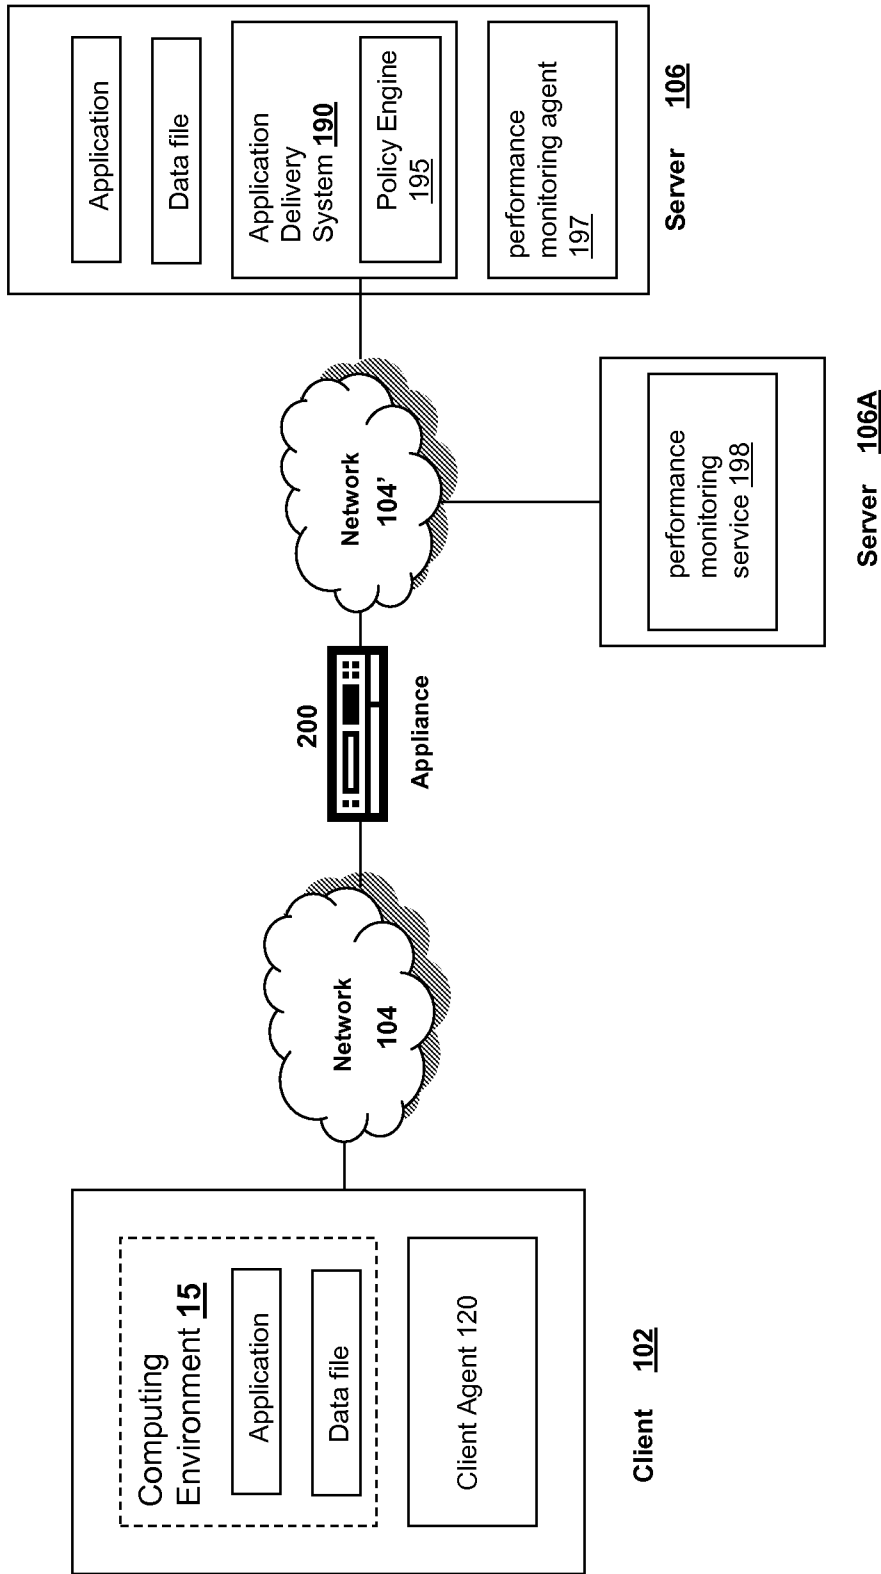 Computing
Environment 15
Application
Data file
Client Agent 120
Client 102
Network
104
200
Appliance
Network
104’
Application
Data file
Application
Delivery
System 190
Policy Engine
195
performance
monitoring agent
197
Server 106
performance
monitoring
service 198
Server 106A